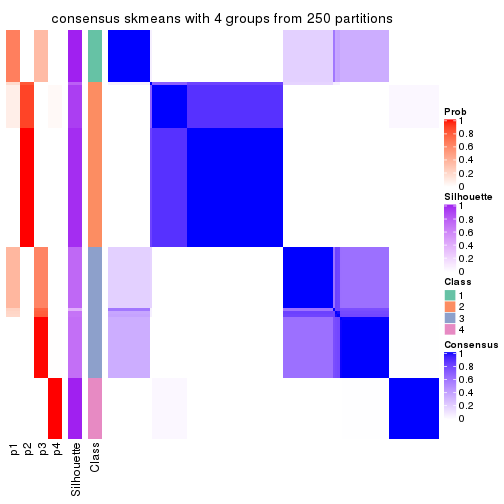 consensus skmeans with 4 groups from 250 partitions
Prob
1
0.8
0.6
0.4
0.2
0
Silhouette
1
0.8
0.6
0.4
0.2
0
Class
1
2
3
4
Consensus
1
0.8
0.6
0.4
0.2
0
p1
p2
p3
p4
Silhouette
Class